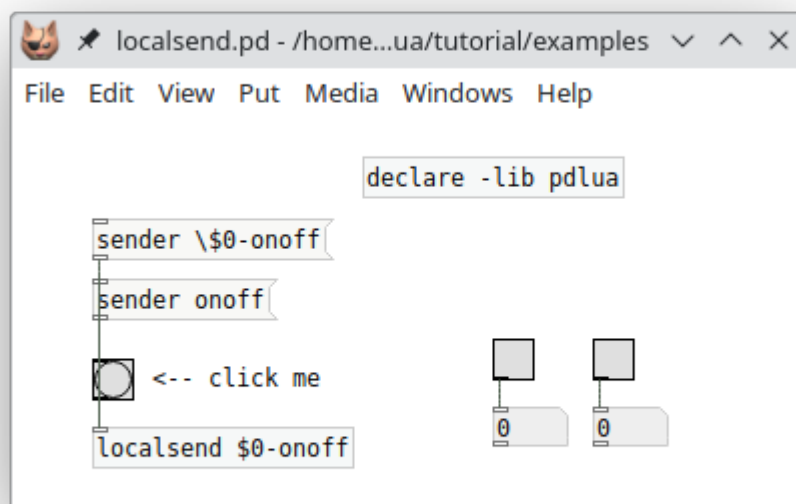 localsend.pd - /home...ua/tutorial/examples
File Edit View Put Media Windows Help
declare -lib pdlua
sender \$0-onoff
sender onoff
<-- click me
0 0
localsend $0-onoff